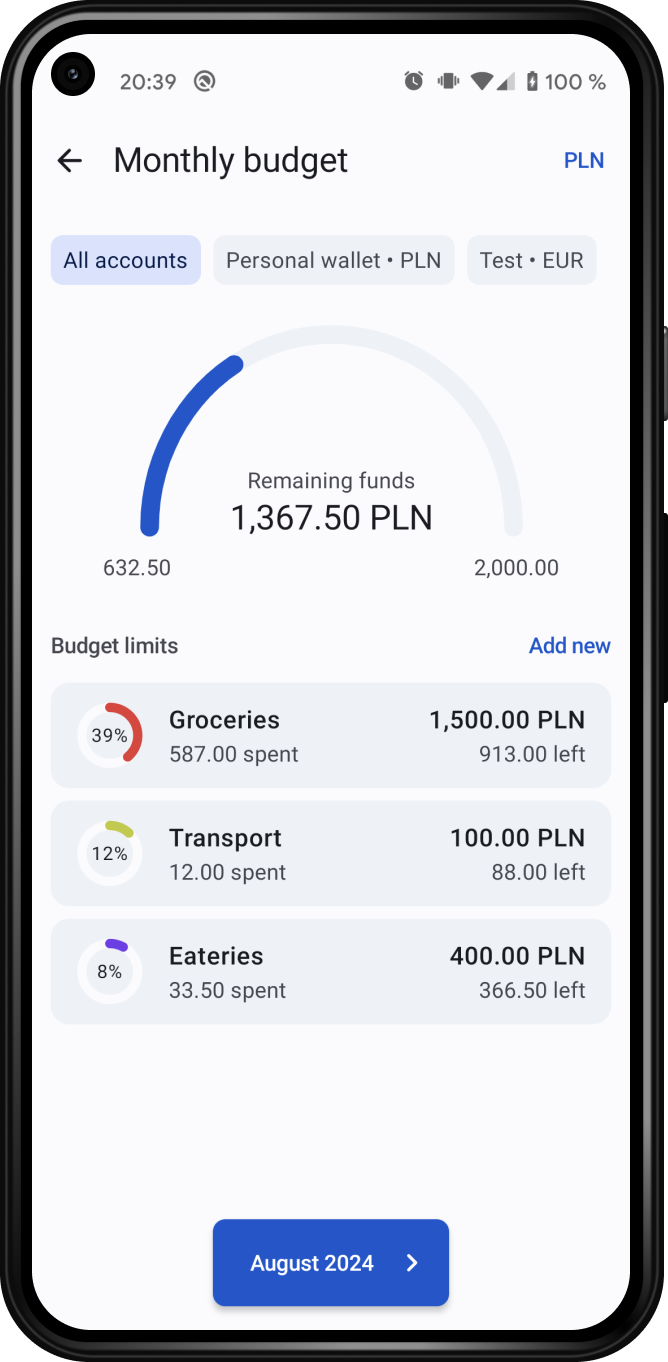 20:39 100 %
Monthly budget PLN
All accounts Personal wallet • PLN Test • EUR
Remaining funds
1,367.50 PLN
632.50 2,000.00
Budget limits Add new
Groceries 1,500.00 PLN
39%
587.00 spent 913.00 left
Transport 100.00 PLN
12%
12.00 spent 88.00 left
Eateries 400.00 PLN
8%
33.50 spent 366.50 left
August 2024